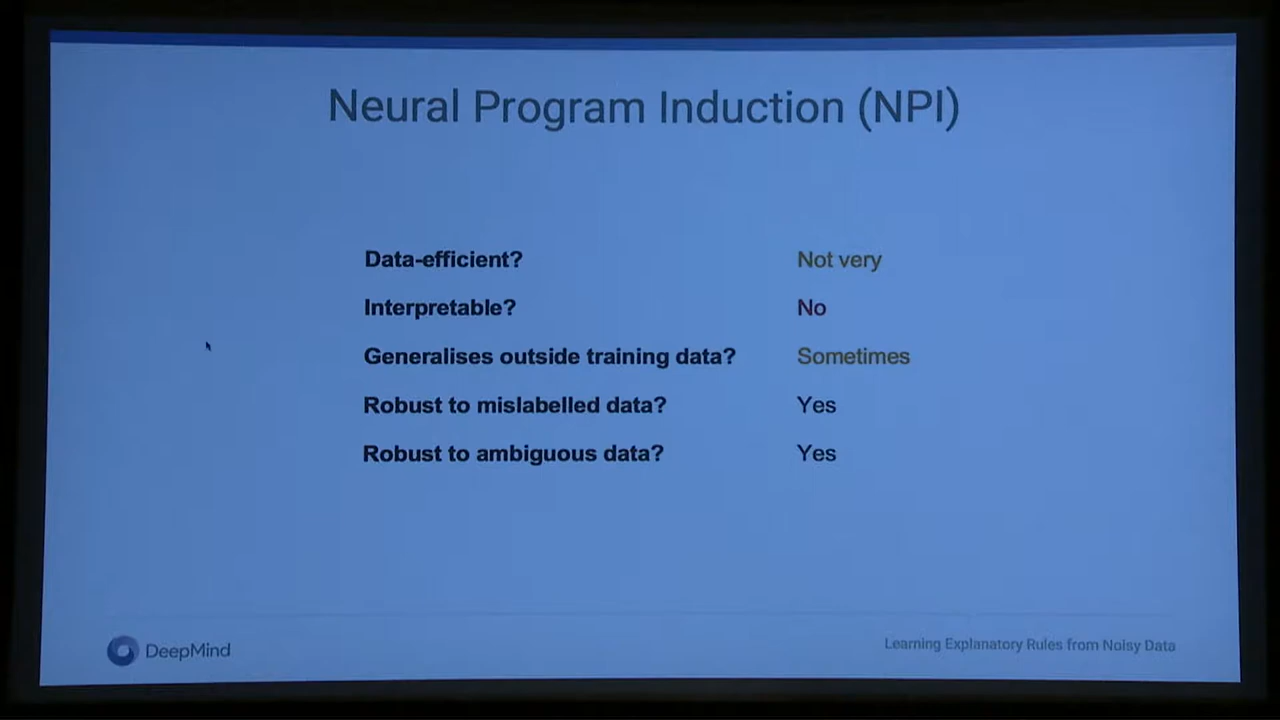 Neural Program Induction (NPI)
Data-efficient? Not very
Interpretable? No
Generalises outside training data? Sometimes
Robust to mislabelled data? Yes
Robust to ambiguous data? Yes
DeepMind
Learning Explanatory Rules from Noisy Data